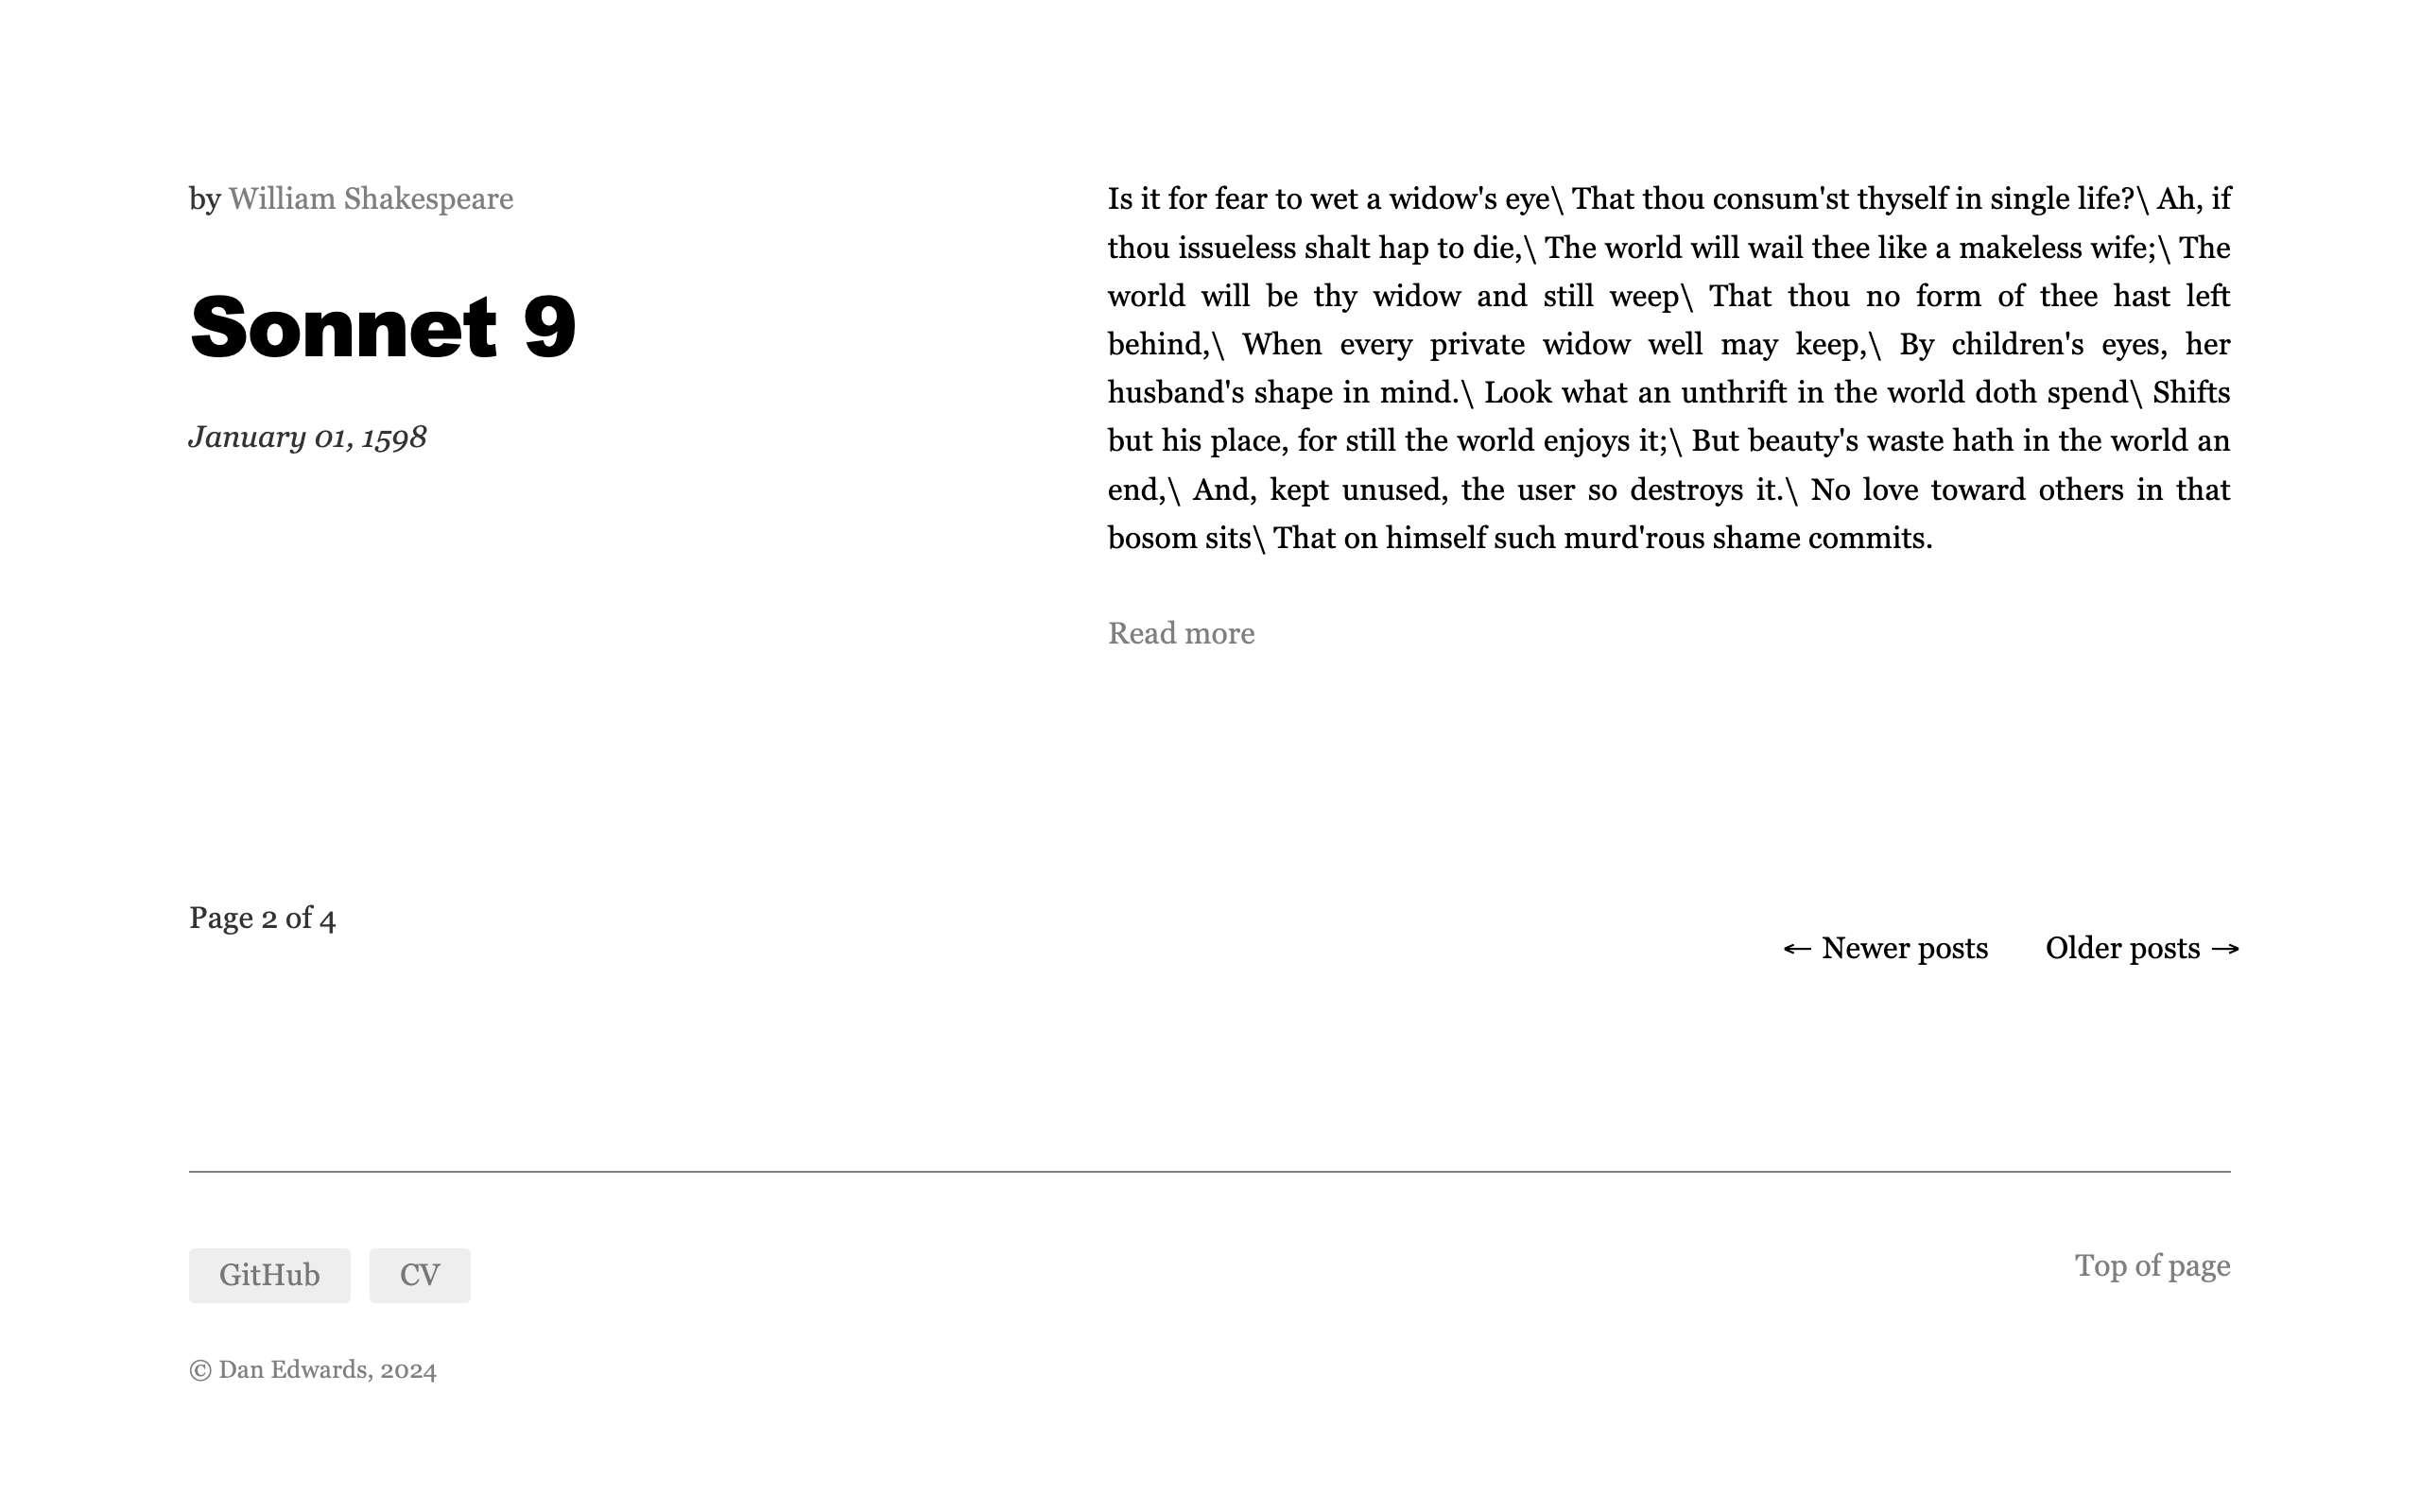 by William Shakespeare
Sonnet 9
January 01, 1598
Is it for fear to wet a widow's eye\ That thou consum'st thyself in single life?\ Ah, if
thou issueless shalt hap to die,\ The world will wail thee like a makeless wife;\ The
world will be thy widow and still weep\ That thou no form of thee hast left
behind,\ When every private widow well may keep,\ By children's eyes, her
husband's shape in mind.\ Look what an unthrift in the world doth spend\ Shifts
but his place, for still the world enjoys it;\ But beauty's waste hath in the world an
end,\ And, kept unused, the user so destroys it.\ No love toward others in that
bosom sits\ That on himself such murd'rous shame commits.
Read more
Page 2 of 4
← Newer posts Older posts →
GitHub CV
Top of page
© Dan Edwards, 2024